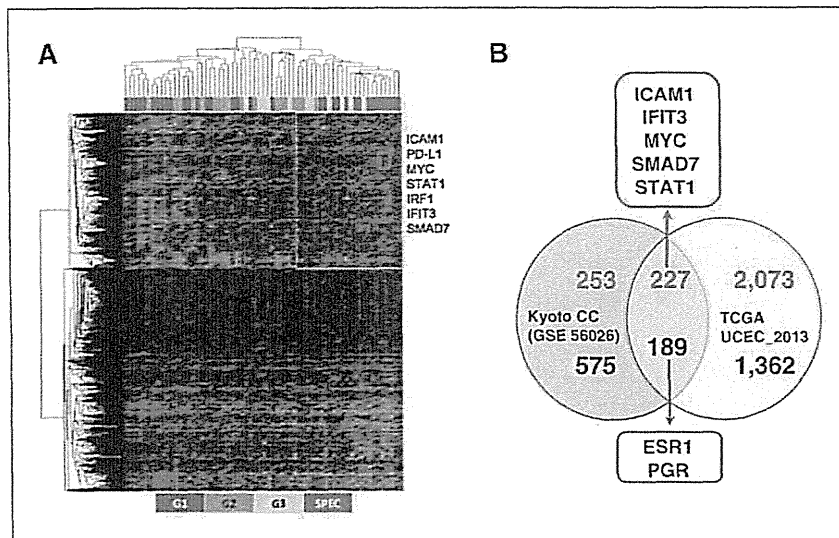 A
ICAM1
PD-L1
MYC
STAT1
IRF1
IFIT3
SMAD7
G1
G2
G3
SPEC
B
ICAM1
IFIT3
MYC
SMAD7
STAT1
253
227
2,073
Kyoto CC
(GSE 56026)
TCGA
UCEC_2013
575
189
1,362
ESR1
PGR